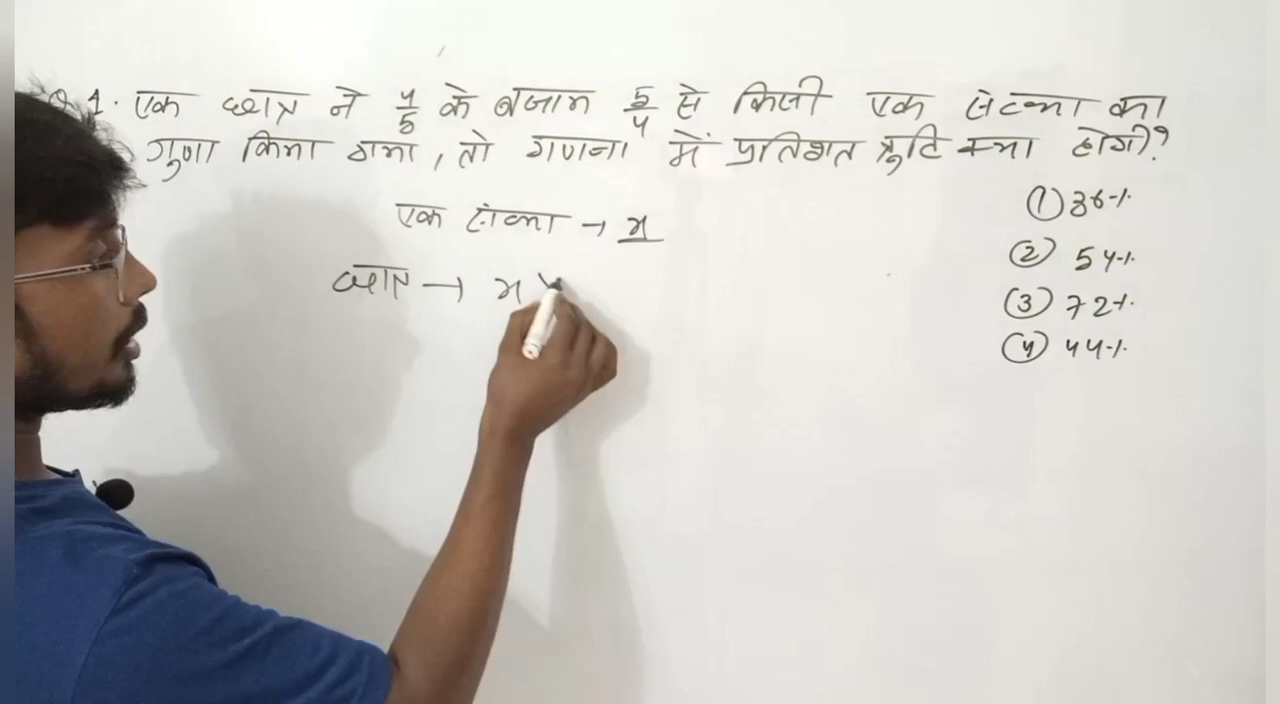 Q.1. एक छात्र ने 4/5 के बजाय 5/4 से किसी एक संख्या का
गुणा किया गया, तो गणना में प्रतिशत त्रुटि क्या होगी?
① 36%
एक संख्या → x
② 54%
छात्र → x ×
③ 72%
④ 44%